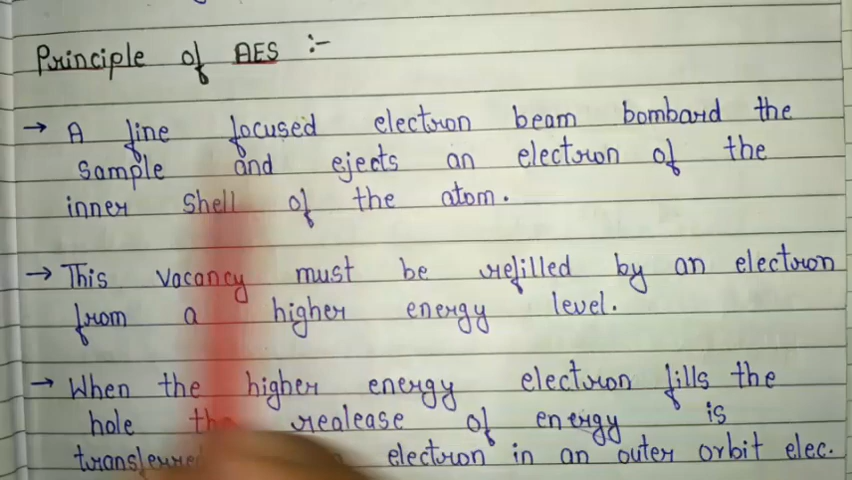 Principle of AES :-
→ A fine focused electron beam bombard the
sample and ejects an electron of the
inner shell of the atom.
→ This vacancy must be refilled by an electron
from a higher energy level.
→ When the higher energy electron fills the
hole the realease of energy is
transferred electron in an outer orbit elec.